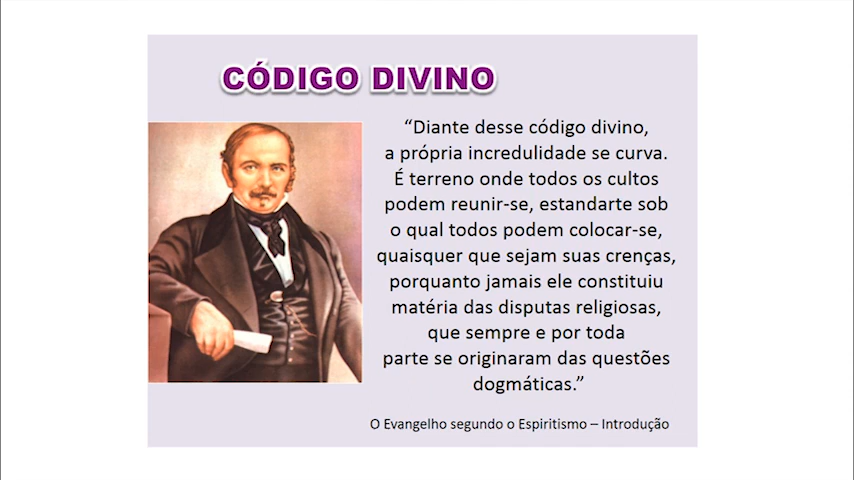 CÓDIGO DIVINO
“Diante desse código divino,
a própria incredulidade se curva.
É terreno onde todos os cultos
podem reunir-se, estandarte sob
o qual todos podem colocar-se,
quaisquer que sejam suas crenças,
porquanto jamais ele constituiu
matéria das disputas religiosas,
que sempre e por toda
parte se originaram das questões
dogmáticas.”
O Evangelho segundo o Espiritismo – Introdução